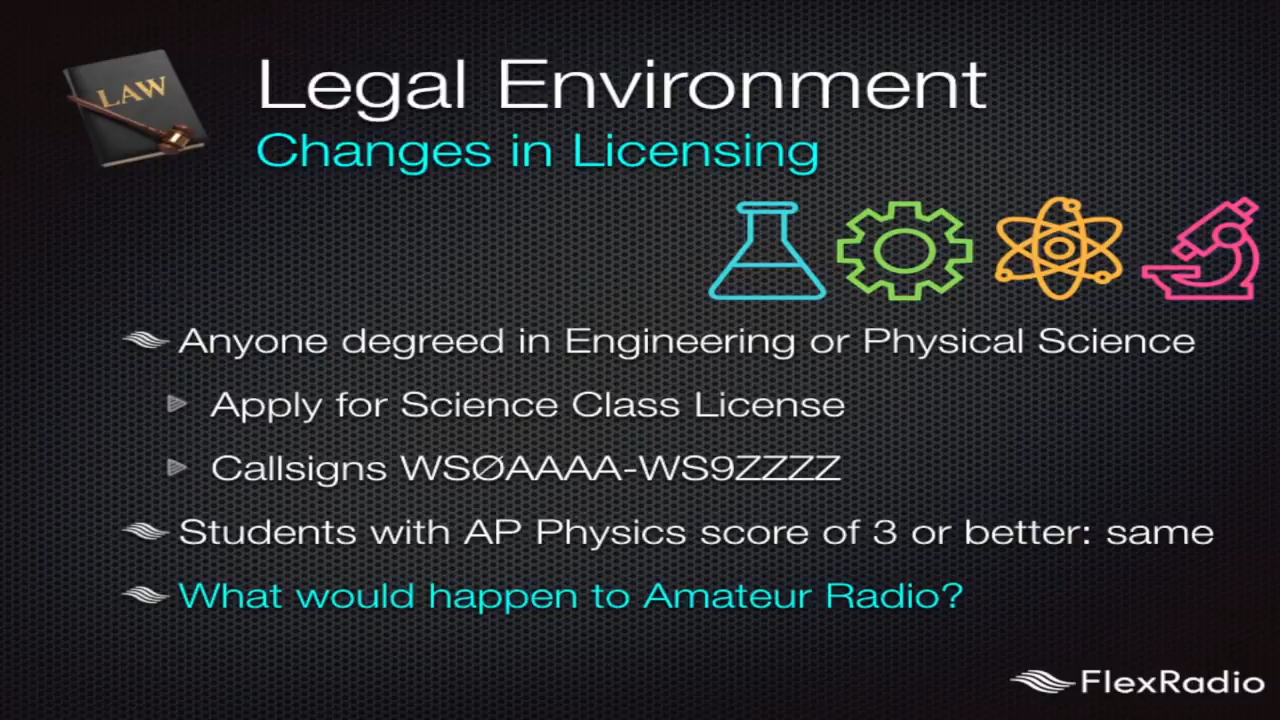 LAW
Legal Environment
Changes in Licensing
Anyone degreed in Engineering or Physical Science
Apply for Science Class License
Callsigns WSØAAAA-WS9ZZZZ
Students with AP Physics score of 3 or better: same
What would happen to Amateur Radio?
FlexRadio